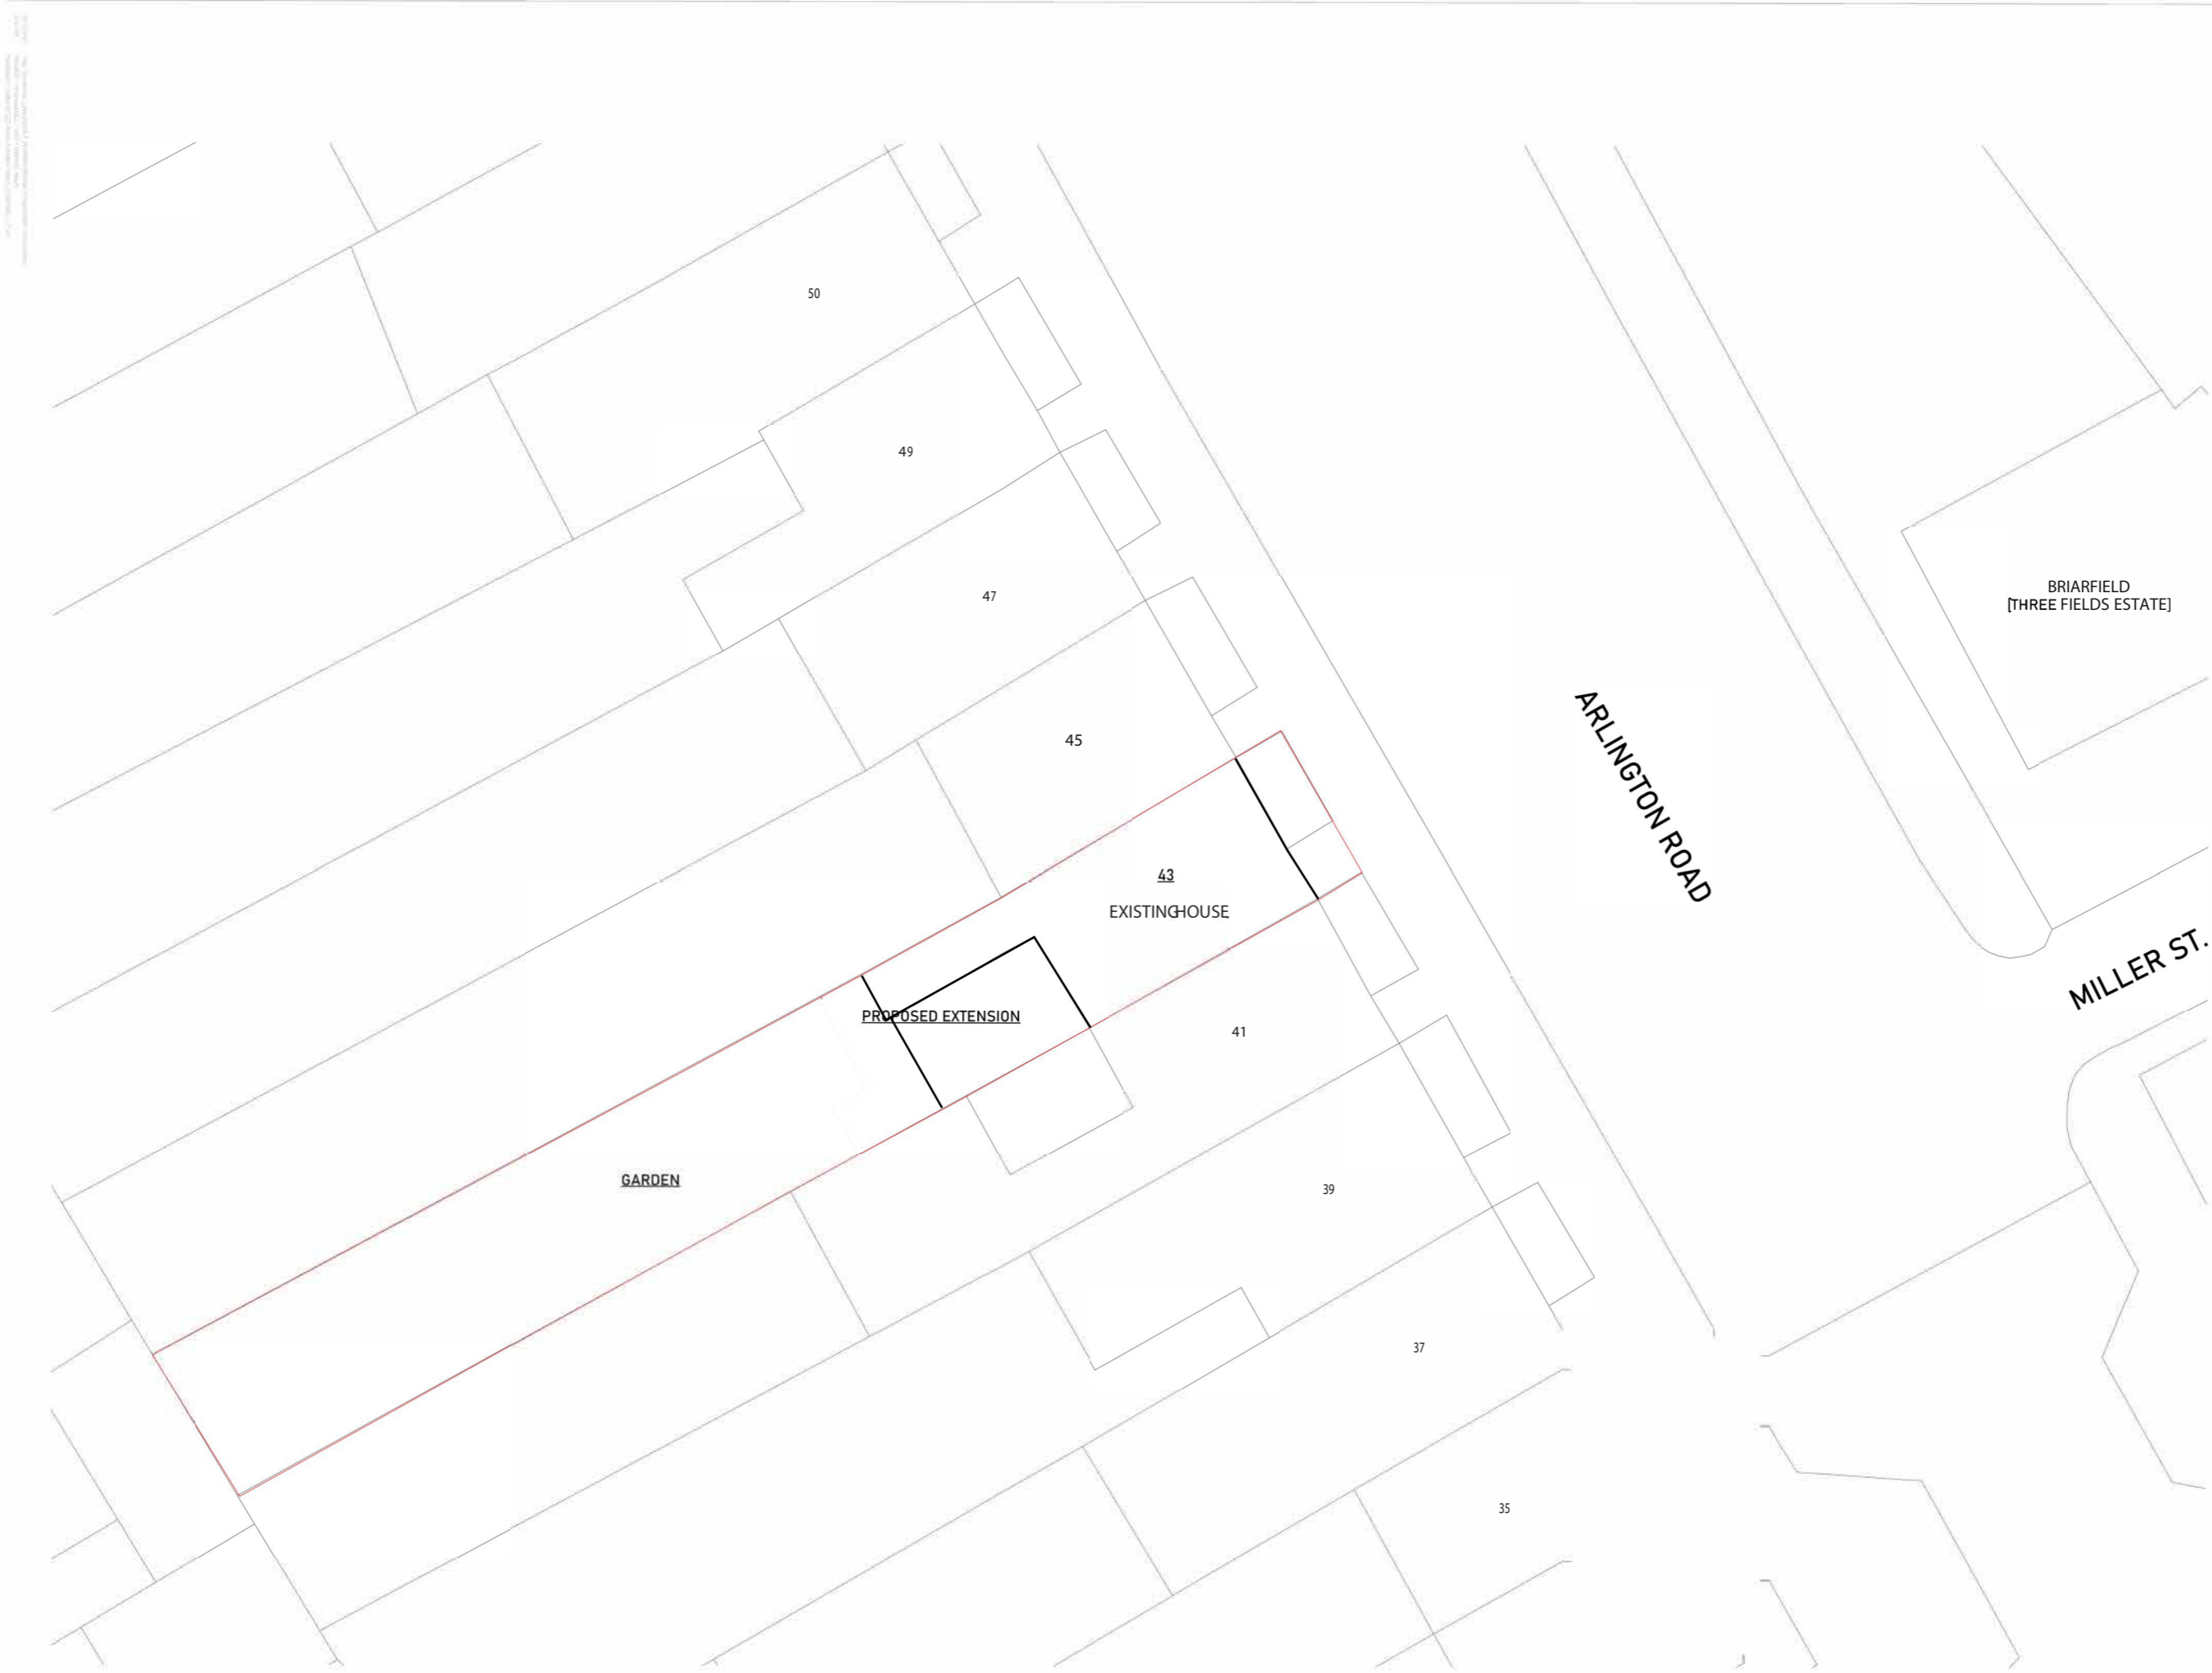 50
49
47
45
43
EXISTINGHOUSE
PROPOSED EXTENSION
GARDEN
41
39
37
35
ARLINGTON ROAD
BRIARFIELD
[THREE FIELDS ESTATE]
MILLER ST.